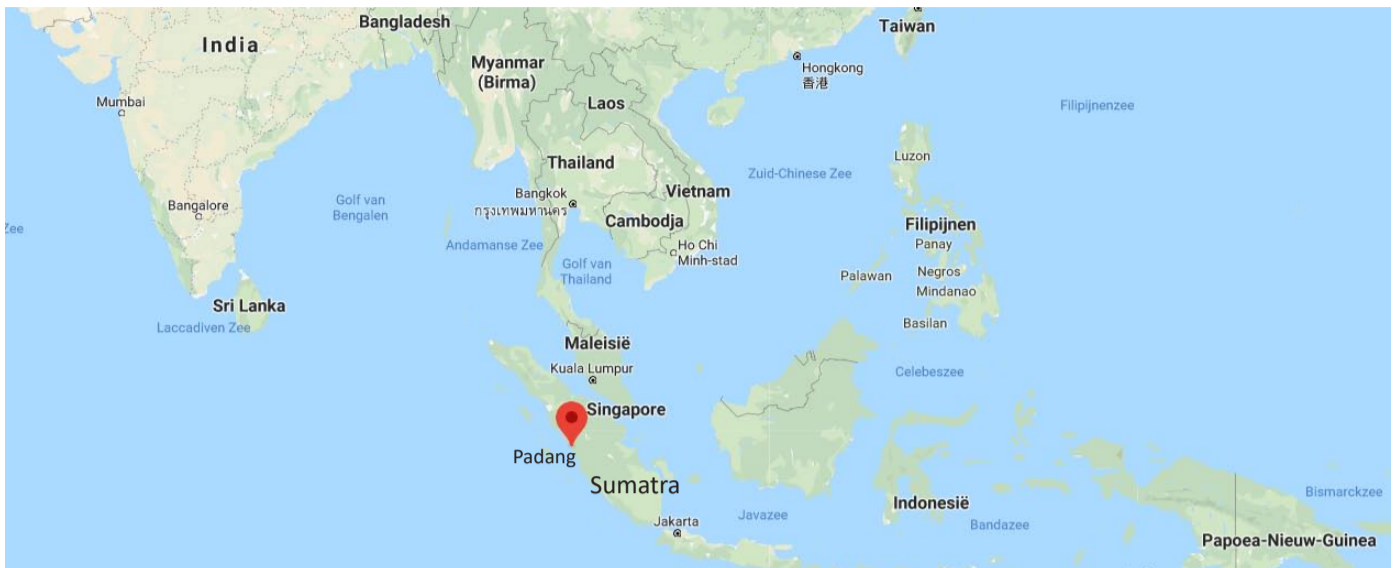 Bangladesh
Taiwan
India
Myanmar
(Birma)
Hongkong
香港
Mumbai
Laos
Filipijnenzee
Thailand
Luzon
Zuid-Chinese Zee
Bangkok
กรุงเทพมหานคร
Vietnam
Golf van
Bengalen
Bangalore
Cambodja
Filipijnen
Zee
Andamanse Zee
Ho Chi
Minh-stad
Panay
Golf van
Thailand
Palawan
Negros
Mindanao
Sri Lanka
Laccadiven Zee
Basilan
Maleisië
Kuala Lumpur
Celebeszee
Singapore
Padang
Sumatra
Bismarckzee
Indonesië
Jakarta
Javazee
Bandazee
Papoea-Nieuw-Guinea